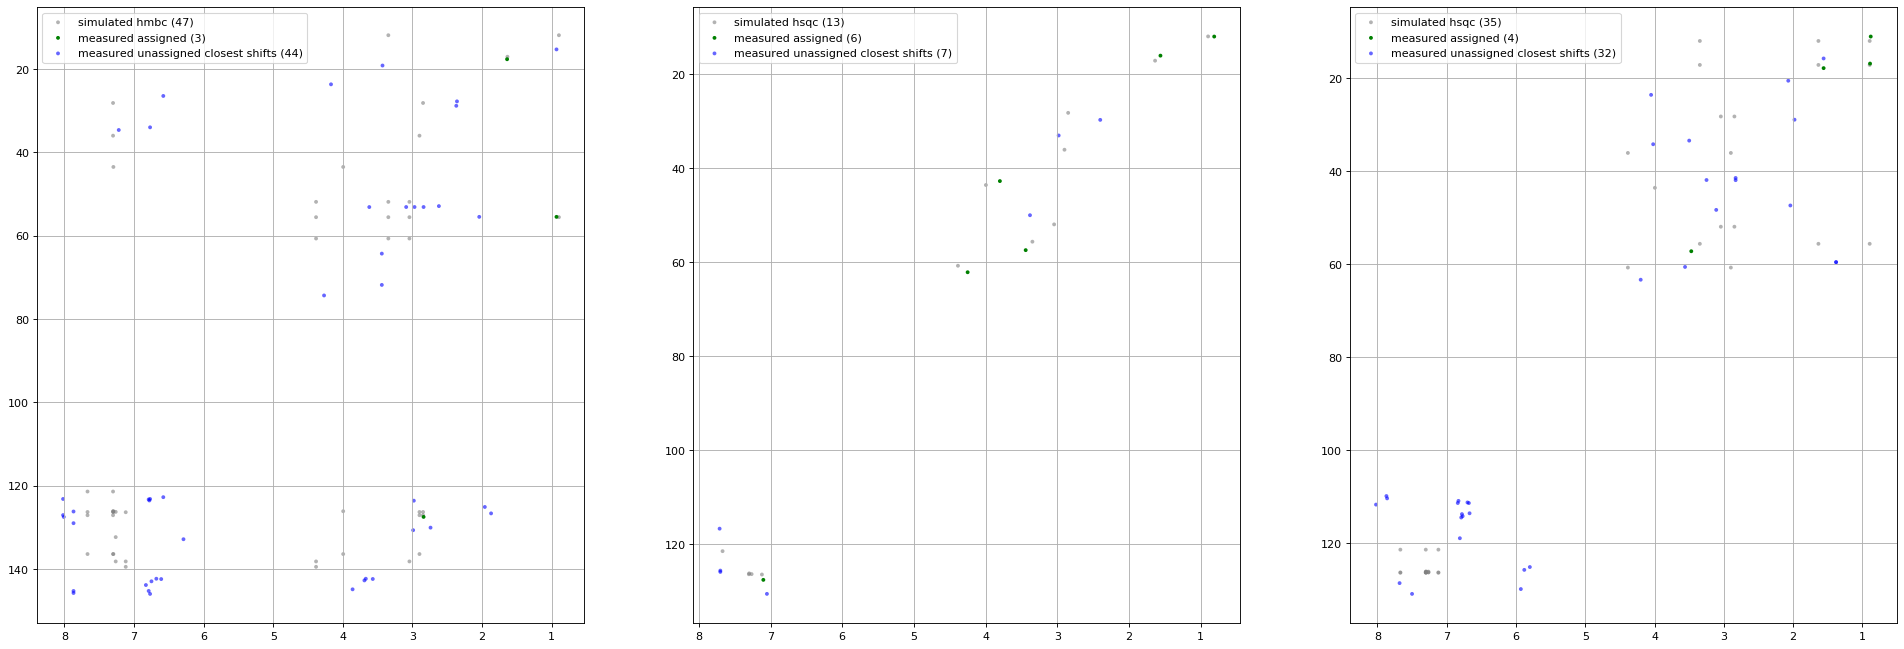 simulated hmbc (47)
measured assigned (3)
measured unassigned closest shifts (44)
20
40
60
80
100
120
140
8 7 6 5 4 3 2 1
simulated hsqc (13)
measured assigned (6)
measured unassigned closest shifts (7)
20
40
60
80
100
120
8 7 6 5 4 3 2 1
simulated hsqc (35)
measured assigned (4)
measured unassigned closest shifts (32)
20
40
60
80
100
120
8 7 6 5 4 3 2 1